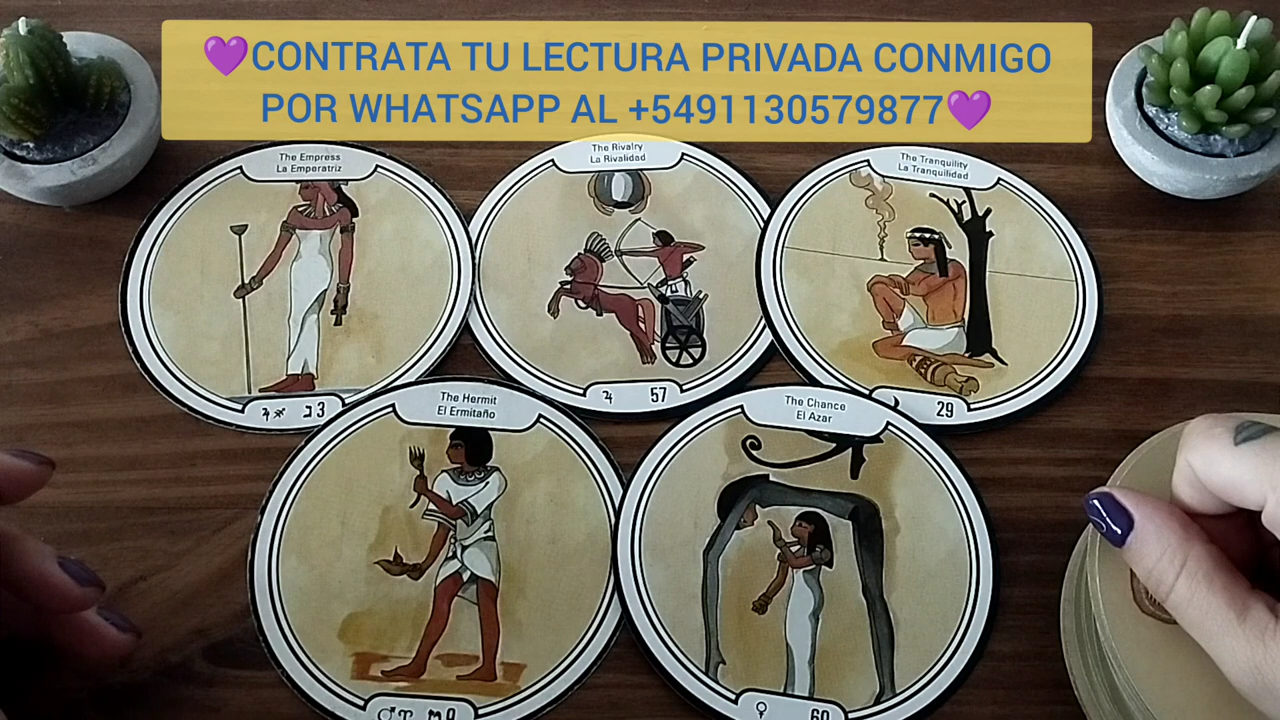 💜CONTRATA TU LECTURA PRIVADA CONMIGO
POR WHATSAPP AL +5491130579877💜
The Empress
La Emperatriz
3
The Rivalry
La Rivalidad
57
The Tranquility
La Tranquilidad
29
The Hermit
El Ermitaño
9
The Chance
El Azar
60